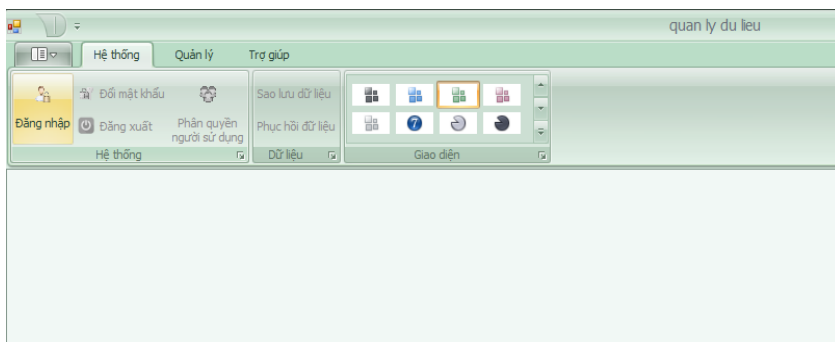 quan ly du lieu
Hệ thống Quản lý Trợ giúp
Đăng nhập
Đổi mật khẩu
Đăng xuất
Phân quyền
người sử dụng
Sao lưu dữ liệu
Phục hồi dữ liệu
7
Hệ thống Dữ liệu Giao diện